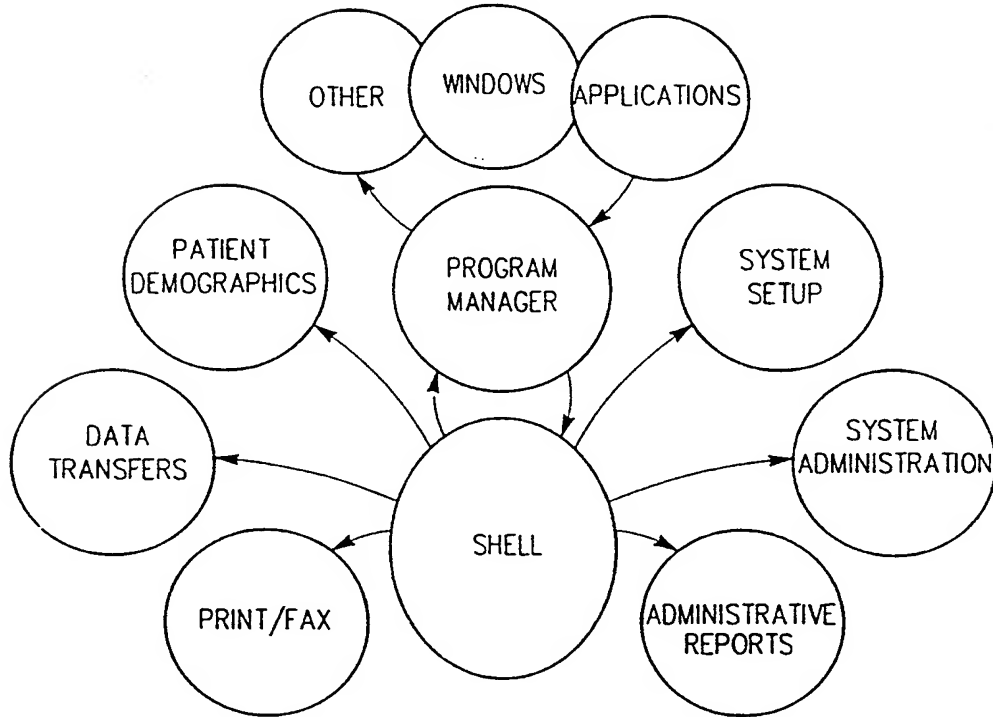 OTHER
WINDOWS
APPLICATIONS
PATIENT
DEMOGRAPHICS
PROGRAM
MANAGER
SYSTEM
SETUP
DATA
TRANSFERS
SYSTEM
ADMINISTRATION
SHELL
PRINT/FAX
ADMINISTRATIVE
REPORTS